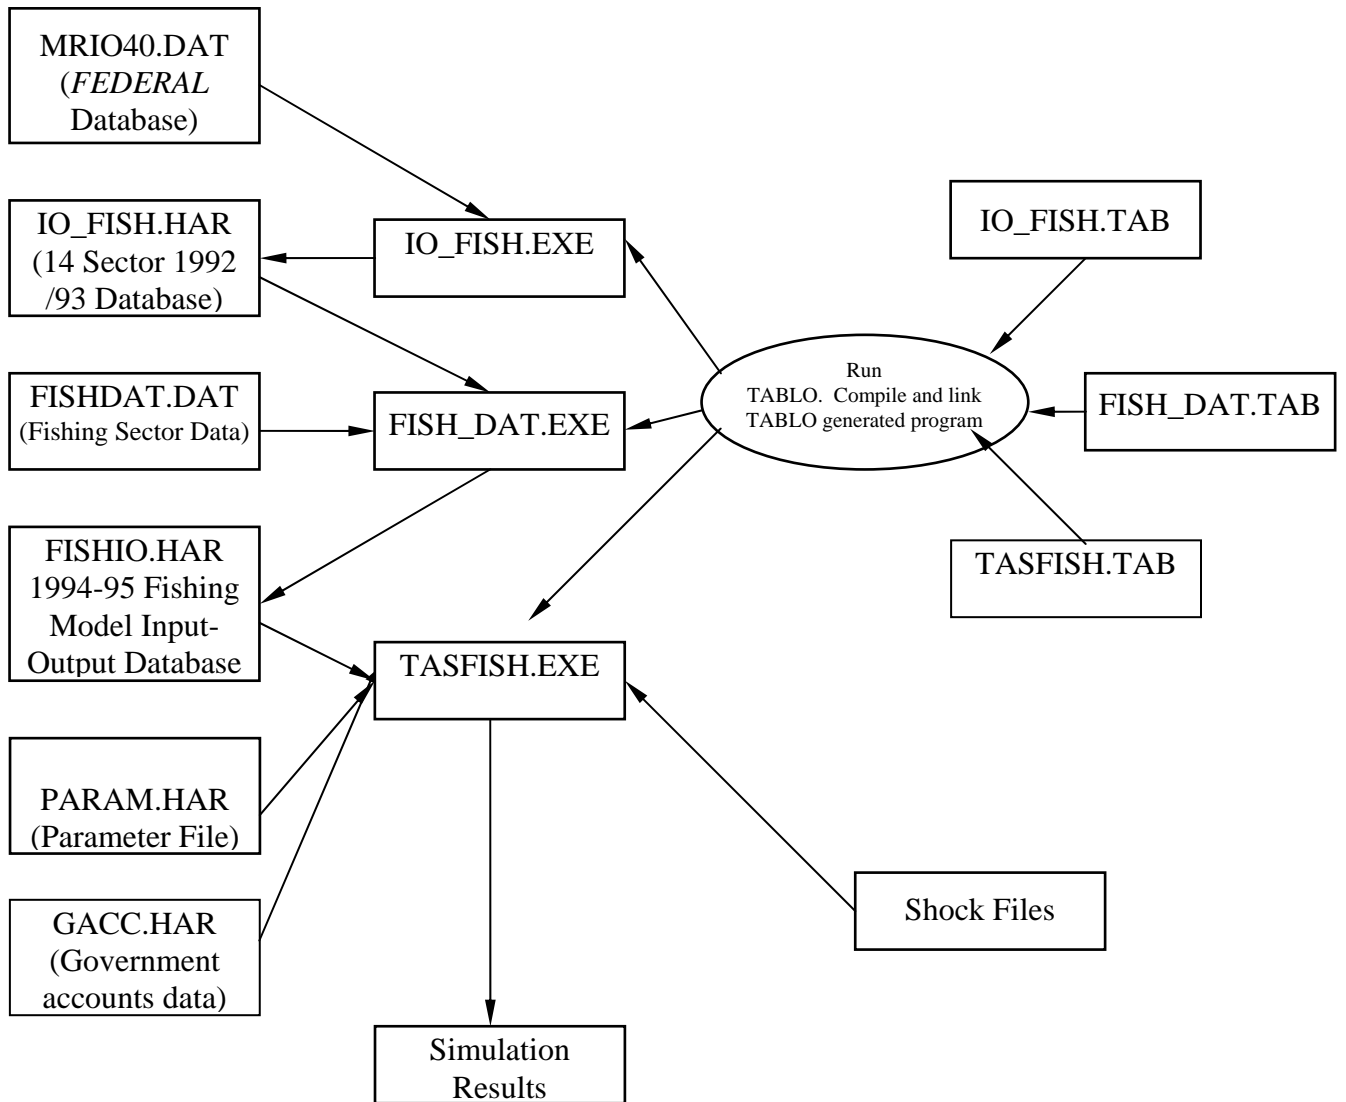 MRIO40.DAT
(FEDERAL
Database)
IO_FISH.HAR
(14 Sector 1992
/93 Database)
IO_FISH.EXE
IO_FISH.TAB
FISHDAT.DAT
(Fishing Sector Data)
FISH_DAT.EXE
Run
TABLO. Compile and link
TABLO generated program
FISH_DAT.TAB
FISHIO.HAR
1994-95 Fishing
Model Input-
Output Database
TASFISH.TAB
TASFISH.EXE
PARAM.HAR
(Parameter File)
GACC.HAR
(Government
accounts data)
Shock Files
Simulation
Results